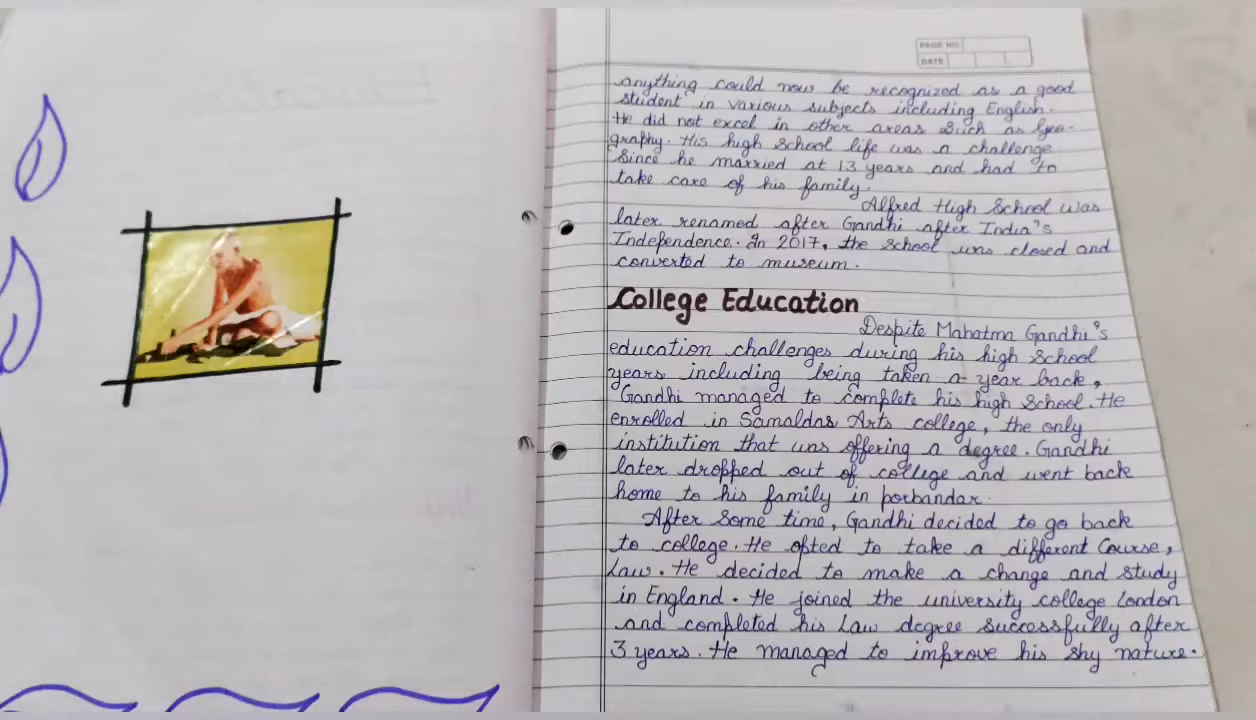 PAGE NO.
DATE
anything could now be recognized as a good
student in various subjects including English.
He did not excel in other areas such as Geo-
graphy. His high school life was a challenge
since he married at 13 years and had to
take care of his family.
Alfred High School was
later renamed after Gandhi after India's
Independence. In 2017, the school was closed and
converted to museum.
College Education
Despite Mahatma Gandhi's
education challenges during his high school
years including being taken a year back,
Gandhi managed to complete his high school. He
enrolled in Samaldas Arts college, the only
institution that was offering a degree. Gandhi
later dropped out of college and went back
home to his family in porbandar.
After some time, Gandhi decided to go back
to college. He opted to take a different Course,
Law. He decided to make a change and study
in England. He joined the university college London
and completed his Law degree successfully after
3 years. He managed to improve his shy nature.